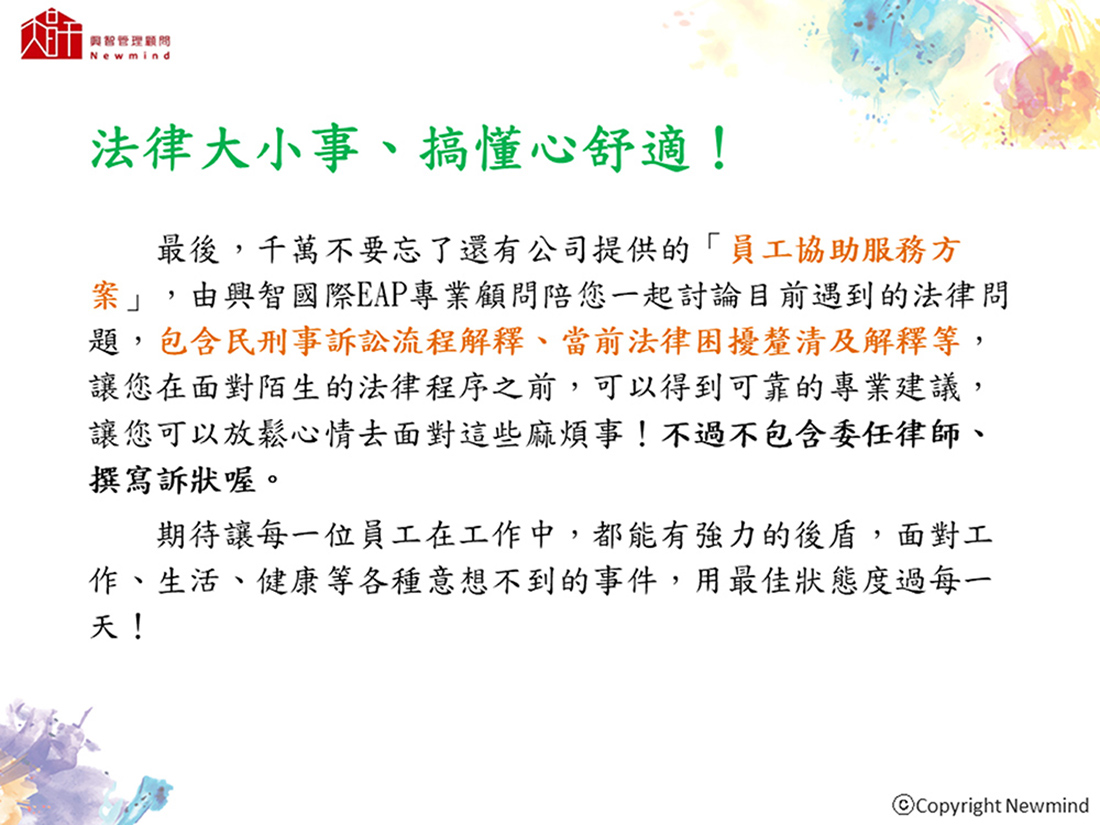 興智管理顧問
Newmind
法律大小事、搞懂心舒適！
最後，千萬不要忘了還有公司提供的「員工協助服務方
案」，由興智國際EAP專業顧問陪您一起討論目前遇到的法律問
題，包含民刑事訴訟流程解釋、當前法律困擾釐清及解釋等，
讓您在面對陌生的法律程序之前，可以得到可靠的專業建議，
讓您可以放鬆心情去面對這些麻煩事！不過不包含委任律師、
撰寫訴狀喔。
期待讓每一位員工在工作中，都能有強力的後盾，面對工
作、生活、健康等各種意想不到的事件，用最佳狀態度過每一
天！
ⓒCopyright Newmind